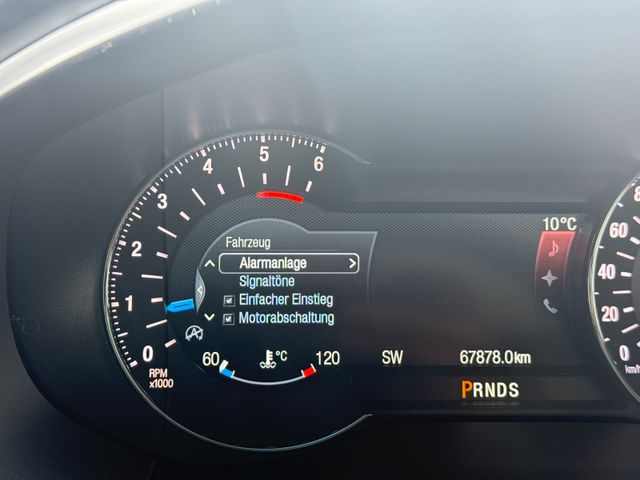 6
5
4
3
2
1
0
RPM
x1000
Fahrzeug
Alarmanlage
Signaltöne
Einfacher Einstieg
Motorabschaltung
A
60 °C 120
SW 67878.0km
PRNDS
10°C
60
40
20
0
km/h